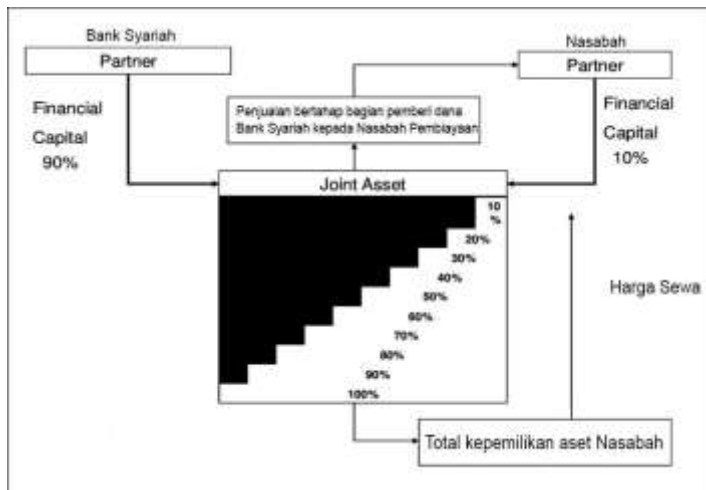 Bank Syariah
Partner
Nasabah
Partner
Financial
Capital
90%
Penjualan bertahap bagian pemberi dana
Bank Syariah kepada Nasabah Pembiayaan
Financial
Capital
10%
Joint Asset
10
%
20%
30%
40%
50%
60%
70%
80%
90%
100%
Harga Sewa
Total kepemilikan aset Nasabah